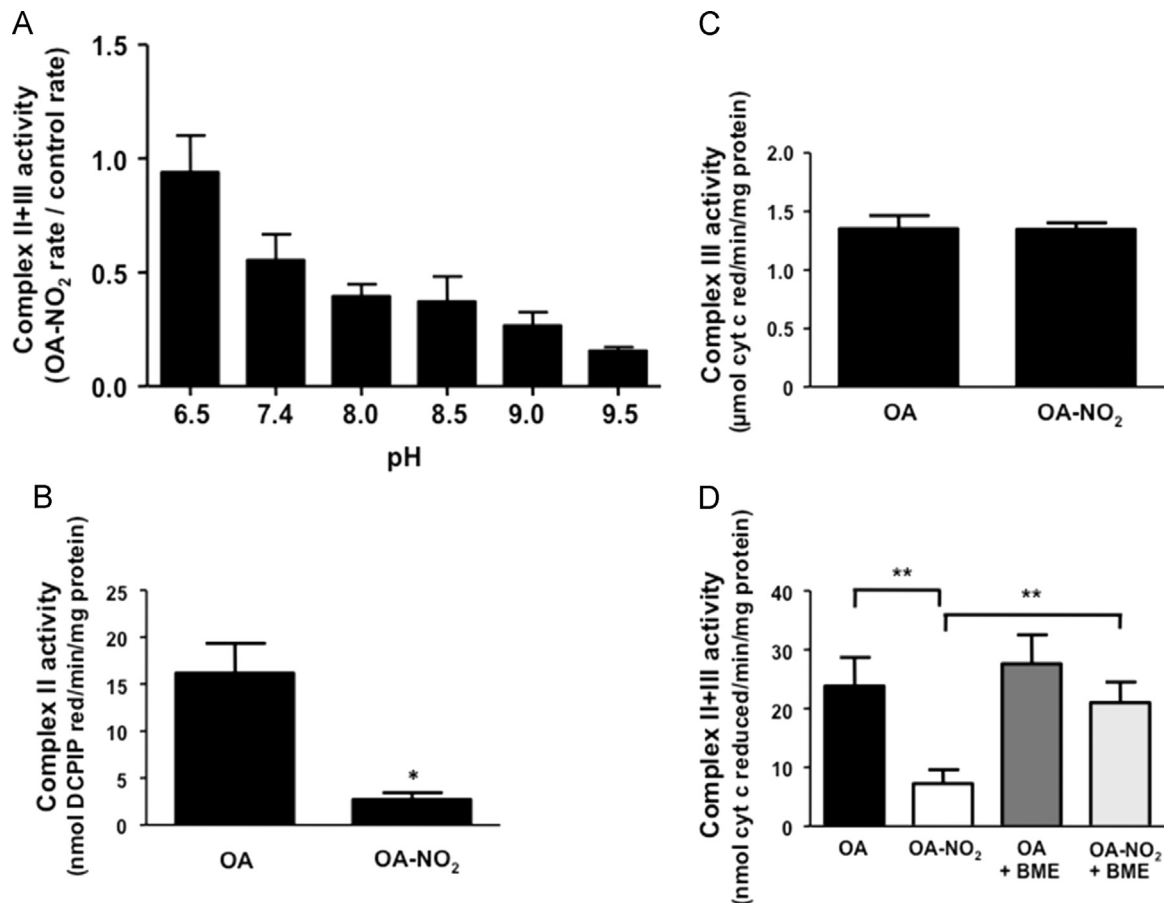 A
Complex II+III activity
(OA-NO₂ rate / control rate)
1.5
1.0
0.5
0.0
6.5 7.4 8.0 8.5 9.0 9.5
pH
C
Complex III activity
(μmol cyt c red/min/mg protein)
2.0
1.5
1.0
0.5
0
OA OA-NO₂
B
Complex II activity
(nmol DCPIP red/min/mg protein)
25
20
15
10
5
0
*
OA OA-NO₂
D
Complex II+III activity
(nmol cyt c reduced/min/mg protein)
40
30
20
10
0
**
**
OA OA-NO₂ OA OA-NO₂
+ BME + BME